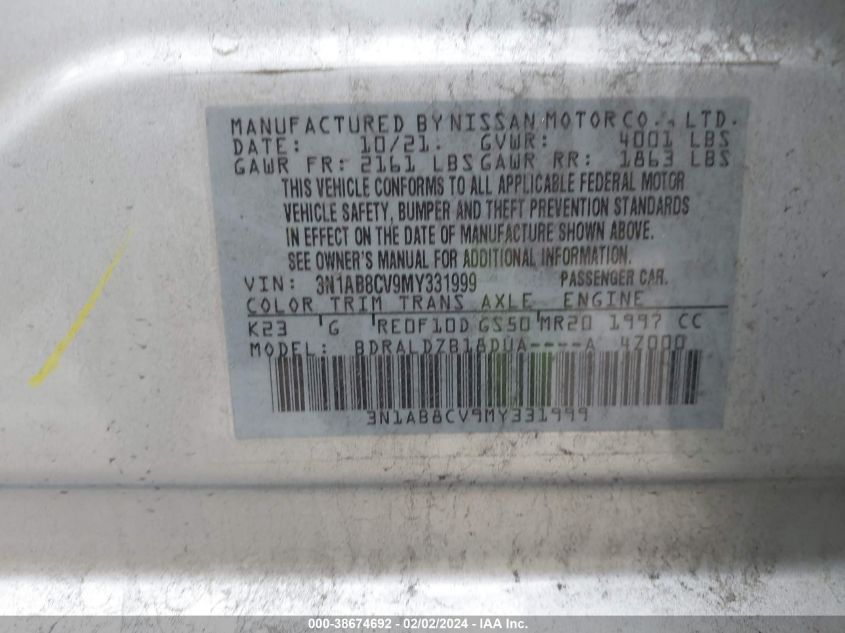 MANUFACTURED BY NISSAN MOTOR CO., LTD.
DATE: 10/21. GVWR: 4001 LBS
GAWR FR: 2161 LBS GAWR RR: 1863 LBS
THIS VEHICLE CONFORMS TO ALL APPLICABLE FEDERAL MOTOR
VEHICLE SAFETY, BUMPER AND THEFT PREVENTION STANDARDS
IN EFFECT ON THE DATE OF MANUFACTURE SHOWN ABOVE.
SEE OWNER'S MANUAL FOR ADDITIONAL INFORMATION.
VIN: 3N1AB8CV9MY331999 PASSENGER CAR.
COLOR TRIM TRANS AXLE ENGINE
K23 G RE0F10D GS50 MR20 1997 CC
MODEL: BDRALDZB18DUA----A 4Z000
3N1AB8CV9MY331999
000-38674692 - 02/02/2024 - IAA Inc.